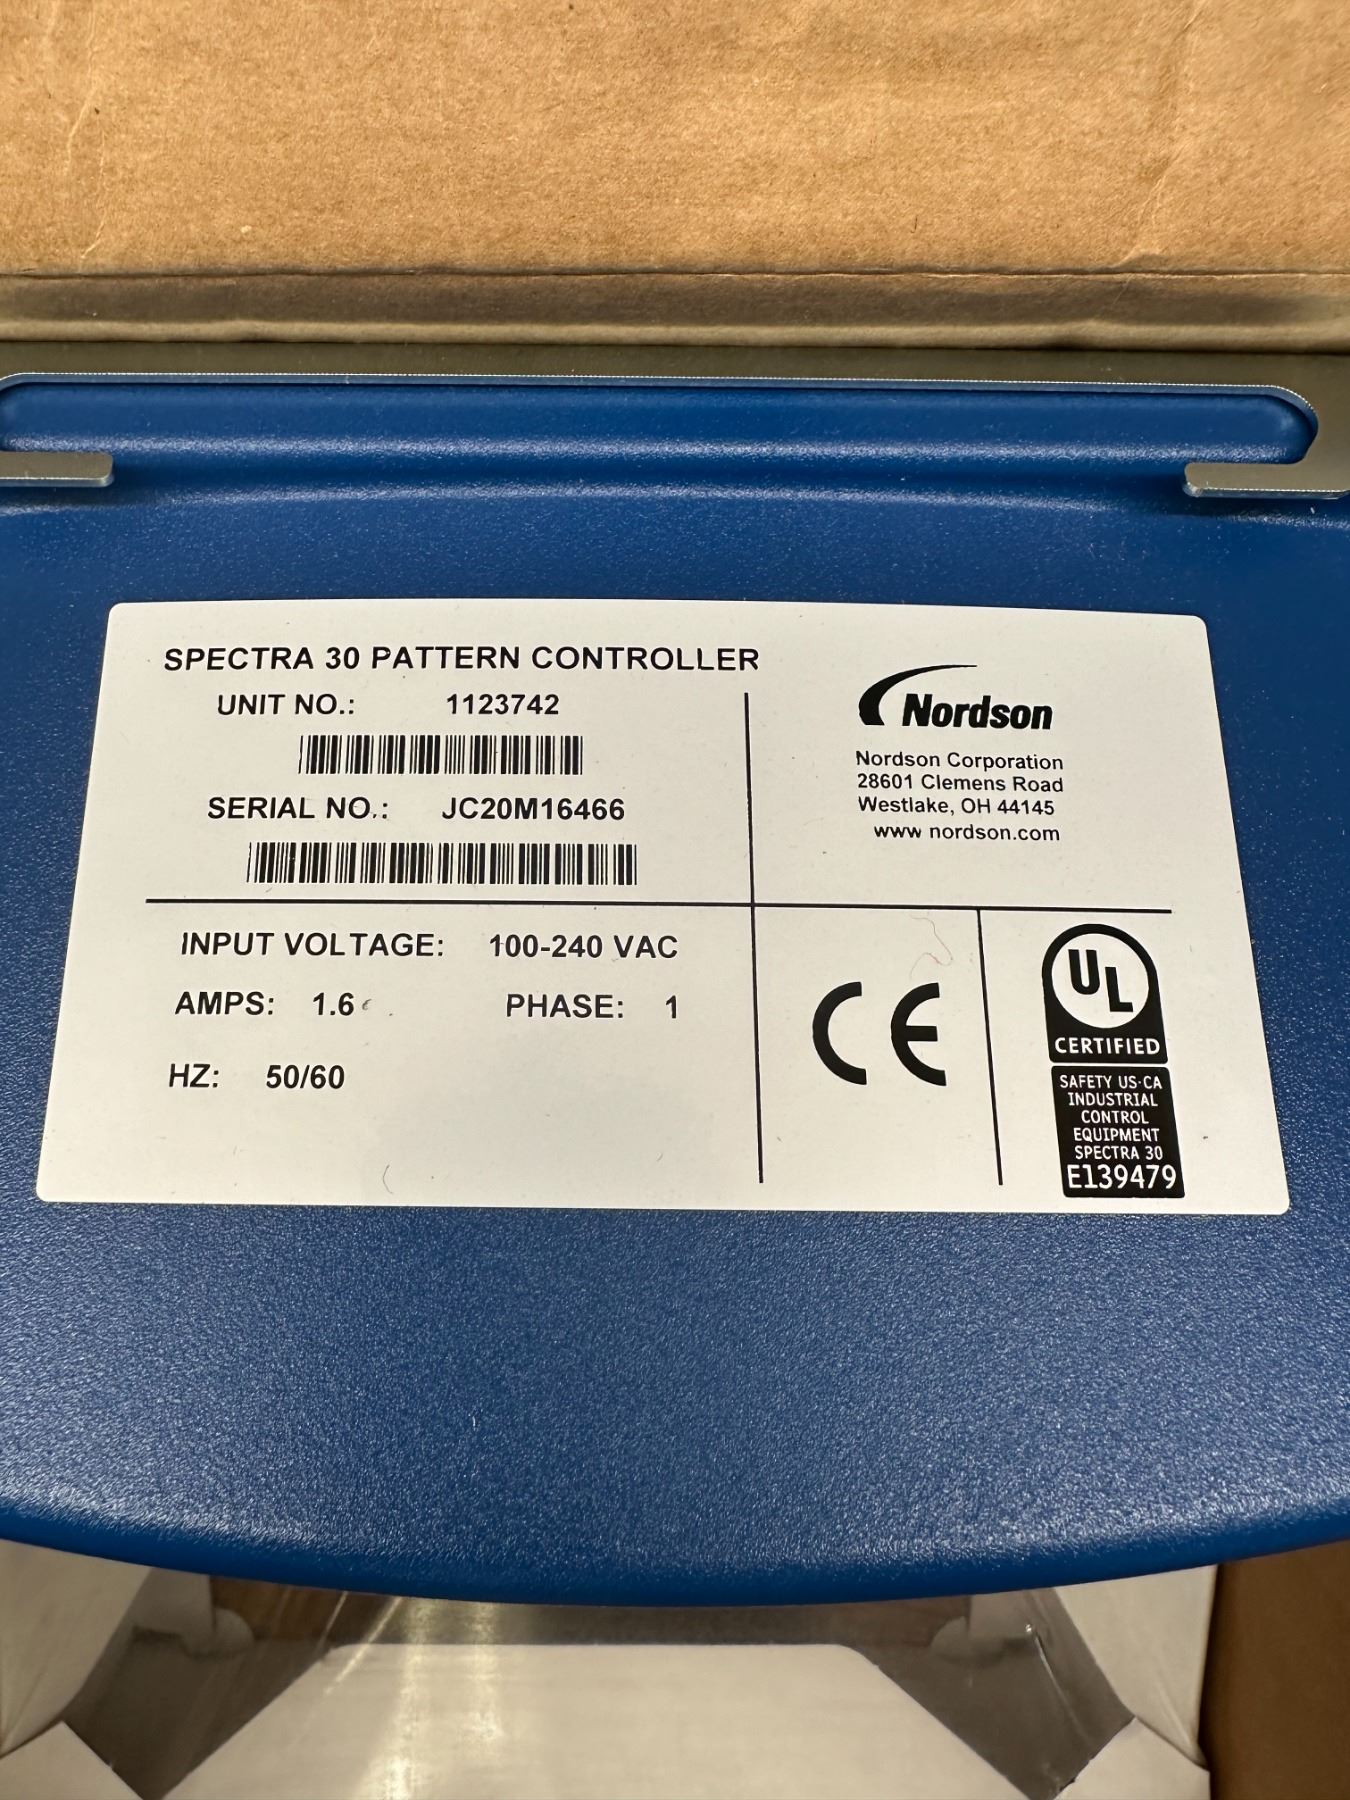 SPECTRA 30 PATTERN CONTROLLER
UNIT NO.: 1123742
SERIAL NO.: JC20M16466
Nordson
Nordson Corporation
28601 Clemens Road
Westlake, OH 44145
www nordson.com
INPUT VOLTAGE: 100-240 VAC
AMPS: 1.6 PHASE: 1
HZ: 50/60
CE
UL
CERTIFIED
SAFETY US·CA
INDUSTRIAL
CONTROL
EQUIPMENT
SPECTRA 30
E139479